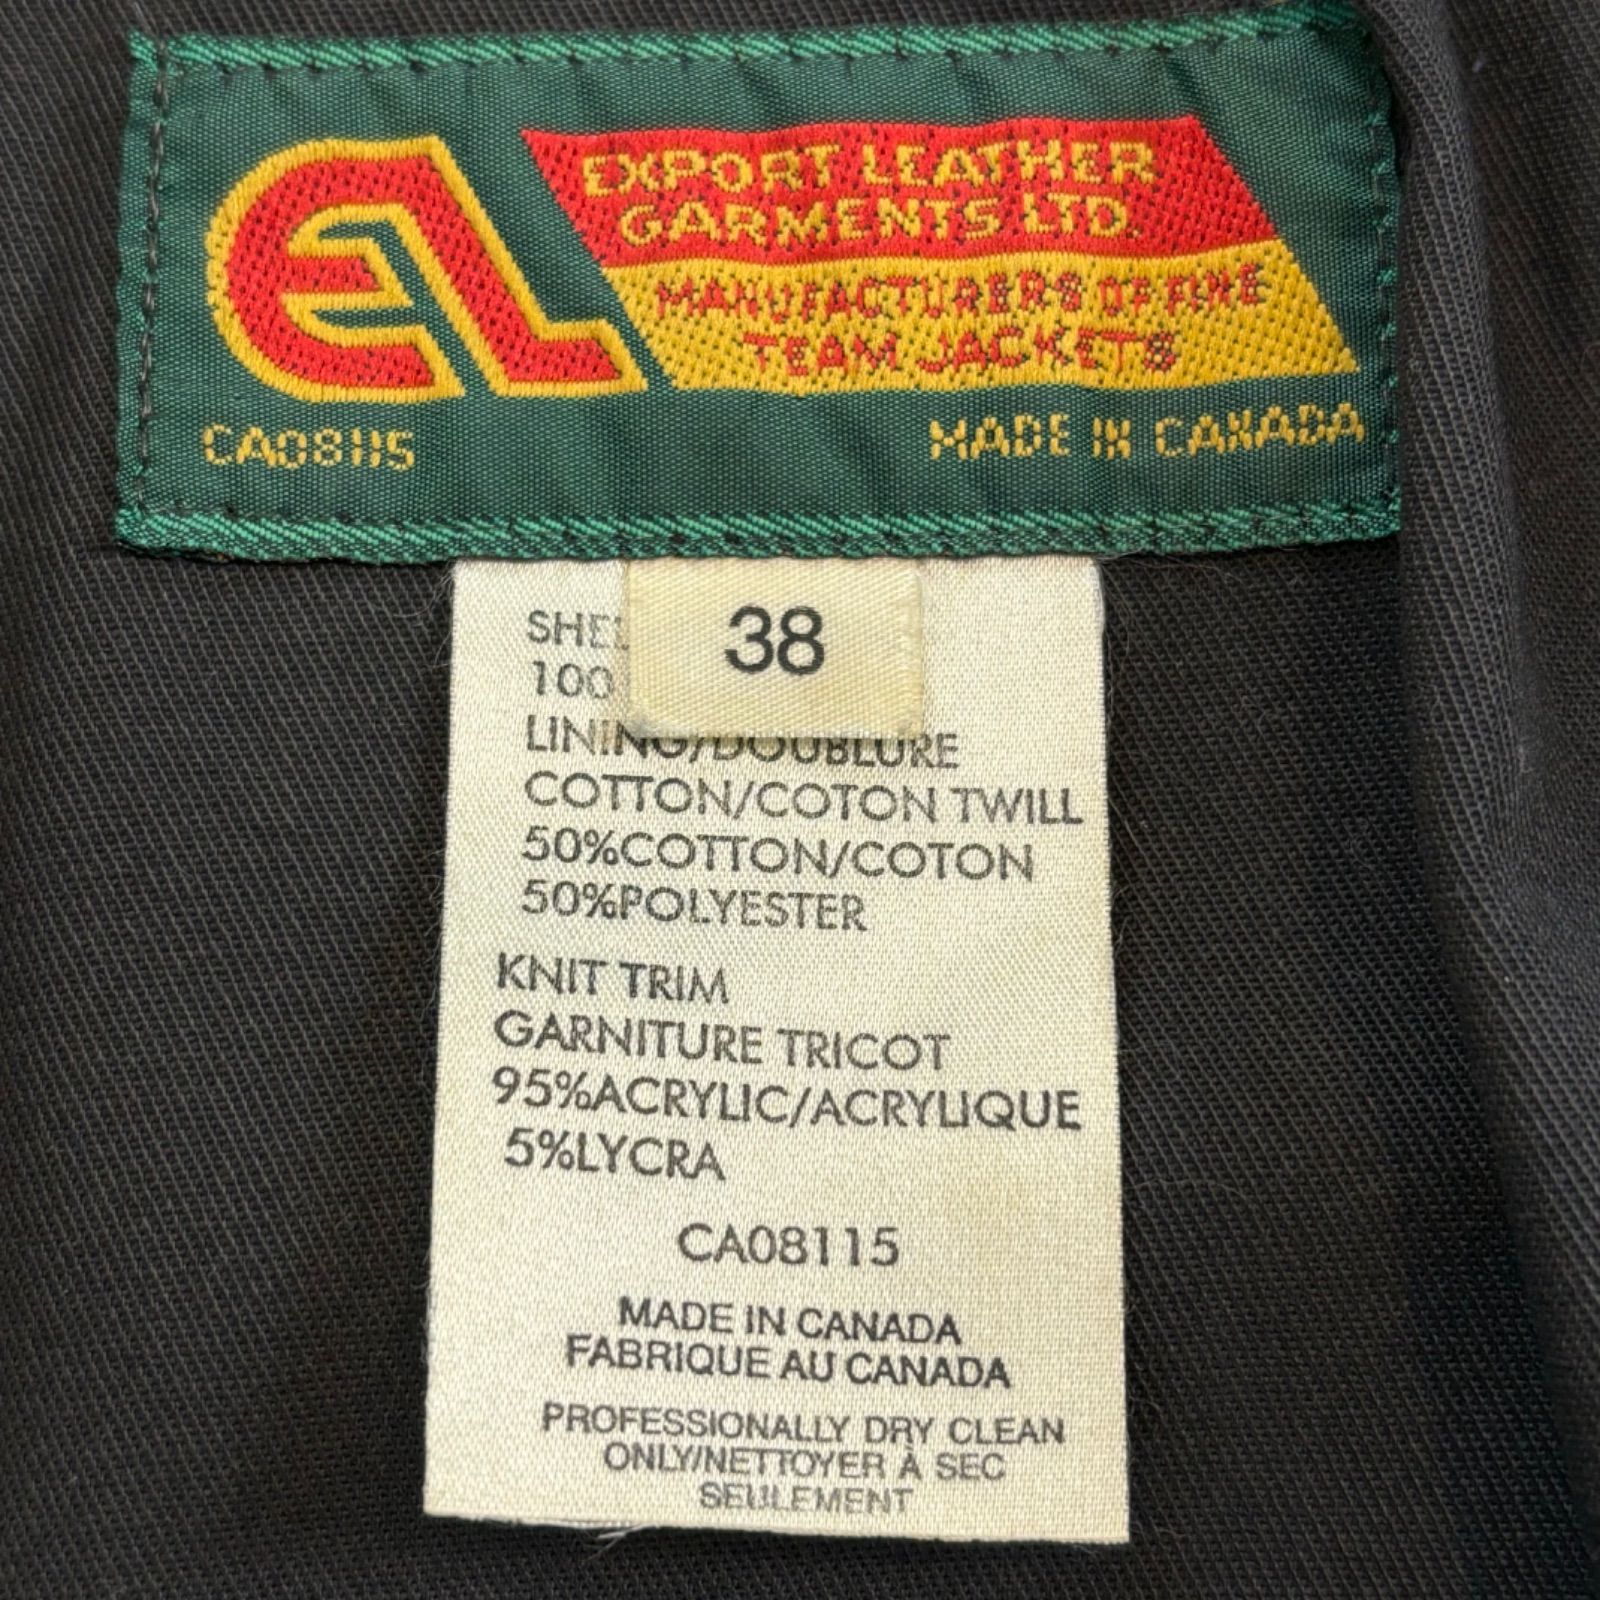 EL
EXPORT LEATHER
GARMENTS LTD.
MANUFACTURERS OF FINE
TEAM JACKETS
CA08115
MADE IN CANADA
38
LINING/DOUBLURE
COTTON/COTON TWILL
50%COTTON/COTON
50%POLYESTER
KNIT TRIM
GARNITURE TRICOT
95%ACRYLIC/ACRYLIQUE
5%LYCRA
CA08115
MADE IN CANADA
FABRIQUE AU CANADA
PROFESSIONALLY DRY CLEAN
ONLY/NETTOYER À SEC
SEULEMENT